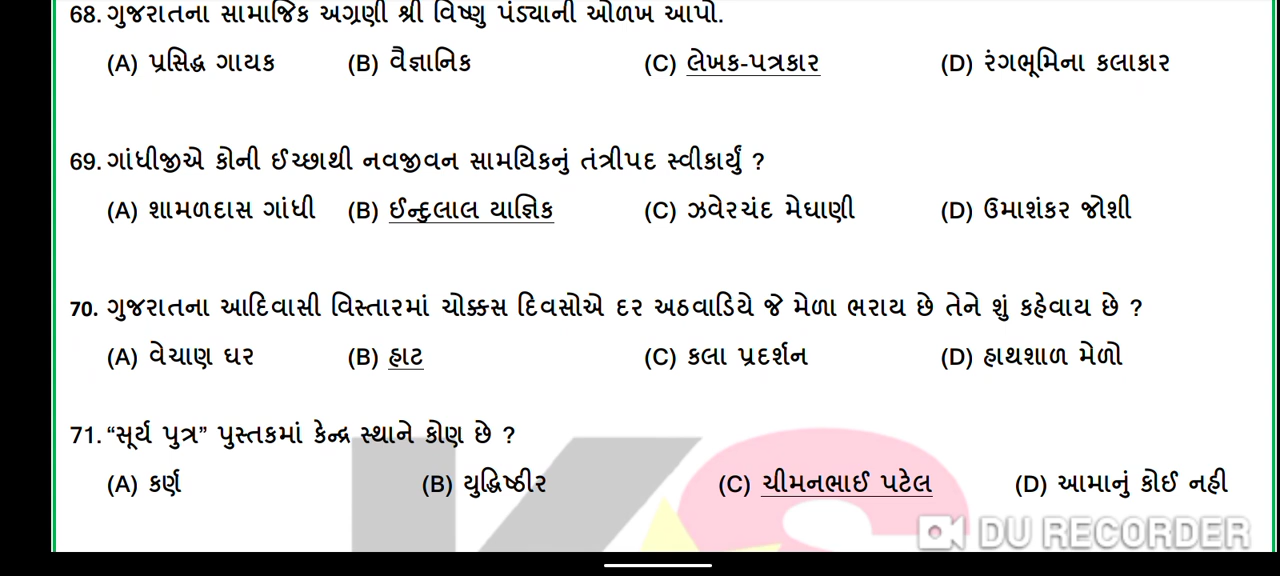 68. ગુજરાતના સામાજિક અગ્રણી શ્રી વિષ્ણુ પંડ્યાની ઓળખ આપો.
(A) પ્રસિદ્ધ ગાયક (B) વૈજ્ઞાનિક (C) લેખક-પત્રકાર (D) રંગભૂમિના કલાકાર
69. ગાંધીજીએ કોની ઈચ્છાથી નવજીવન સામયિકનું તંત્રીપદ સ્વીકાર્યું ?
(A) શામળદાસ ગાંધી (B) ઈન્દુલાલ યાજ્ઞિક (C) ઝવેરચંદ મેઘાણી (D) ઉમાશંકર જોશી
70. ગુજરાતના આદિવાસી વિસ્તારમાં ચોક્કસ દિવસોએ દર અઠવાડિયે જે મેળા ભરાય છે તેને શું કહેવાય છે ?
(A) વેચાણ ઘર (B) હાટ (C) કલા પ્રદર્શન (D) હાથશાળ મેળો
71. “સૂર્ય પુત્ર” પુસ્તકમાં કેન્દ્ર સ્થાને કોણ છે ?
(A) કર્ણ (B) યુદ્ધિષ્ઠીર (C) ચીમનભાઈ પટેલ (D) આમાનું કોઈ નહી
DU RECORDER